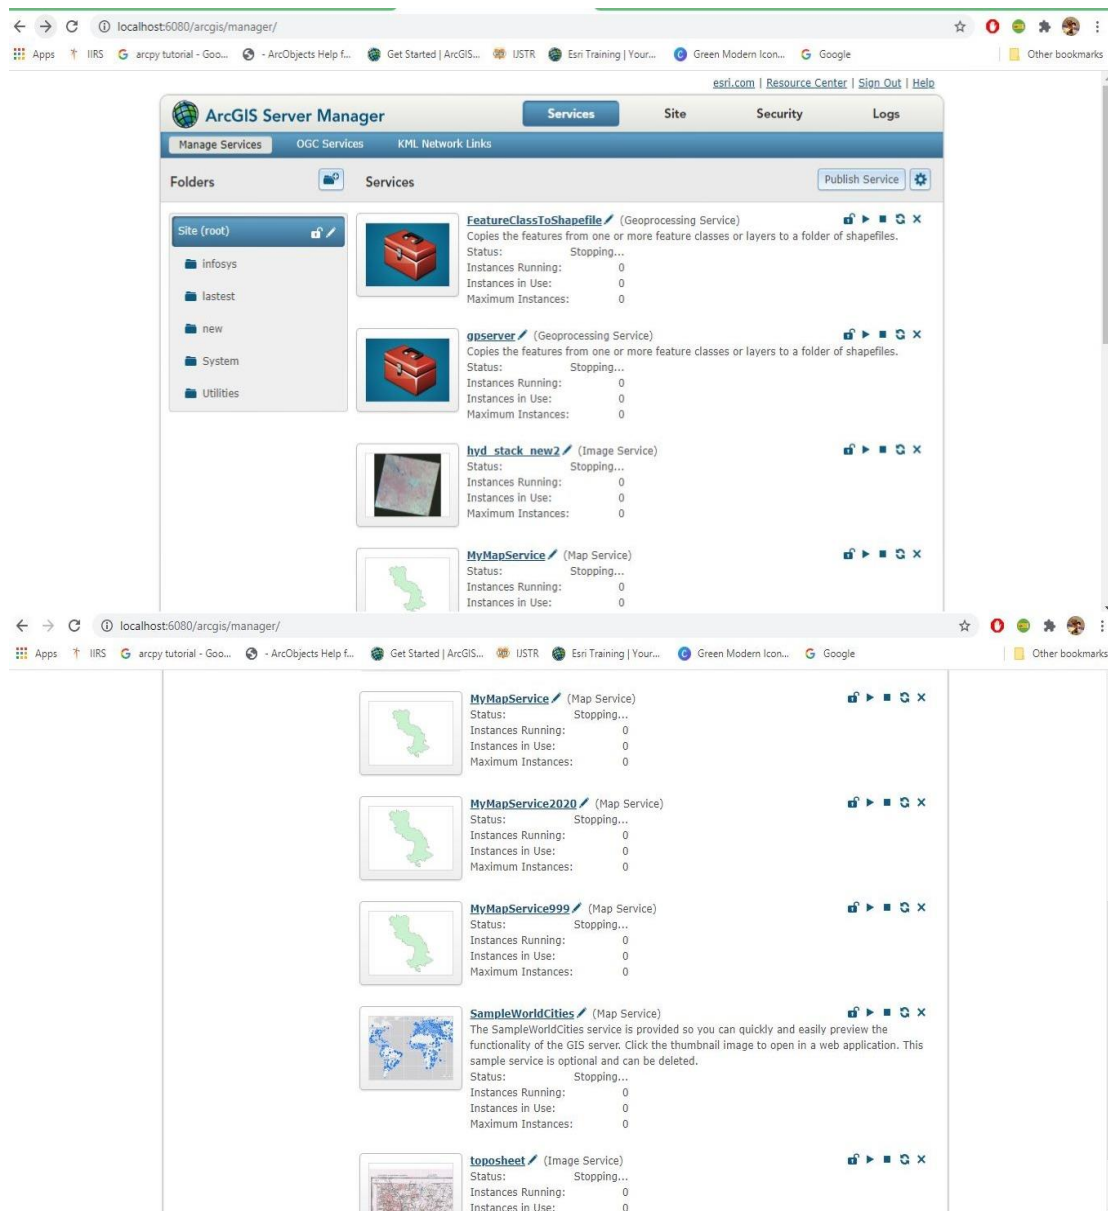 localhost:6080/arcgis/manager/
Apps IIRS arcpy tutorial - Goo... - ArcObjects Help f... Get Started | ArcGIS... IJSTR Esri Training | Your... Green Modern Icon... Google Other bookmarks
esri.com | Resource Center | Sign Out | Help
ArcGIS Server Manager Services Site Security Logs
Manage Services OGC Services KML Network Links
Folders Services Publish Service
Site (root)
infosys
lastest
new
System
Utilities
FeatureClassToShapefile (Geoprocessing Service)
Copies the features from one or more feature classes or layers to a folder of shapefiles.
Status: Stopping...
Instances Running: 0
Instances in Use: 0
Maximum Instances: 0
gpserver (Geoprocessing Service)
Copies the features from one or more feature classes or layers to a folder of shapefiles.
Status: Stopping...
Instances Running: 0
Instances in Use: 0
Maximum Instances: 0
hyd_stack_new2 (Image Service)
Status: Stopping...
Instances Running: 0
Instances in Use: 0
Maximum Instances: 0
MyMapService (Map Service)
Status: Stopping...
Instances Running: 0
Instances in Use: 0
localhost:6080/arcgis/manager/
Apps IIRS arcpy tutorial - Goo... - ArcObjects Help f... Get Started | ArcGIS... IJSTR Esri Training | Your... Green Modern Icon... Google Other bookmarks
MyMapService (Map Service)
Status: Stopping...
Instances Running: 0
Instances in Use: 0
Maximum Instances: 0
MyMapService2020 (Map Service)
Status: Stopping...
Instances Running: 0
Instances in Use: 0
Maximum Instances: 0
MyMapService999 (Map Service)
Status: Stopping...
Instances Running: 0
Instances in Use: 0
Maximum Instances: 0
SampleWorldCities (Map Service)
The SampleWorldCities service is provided so you can quickly and easily preview the
functionality of the GIS server. Click the thumbnail image to open in a web application. This
sample service is optional and can be deleted.
Status: Stopping...
Instances Running: 0
Instances in Use: 0
Maximum Instances: 0
toposheet (Image Service)
Status: Stopping...
Instances Running: 0
Instances in Use: 0